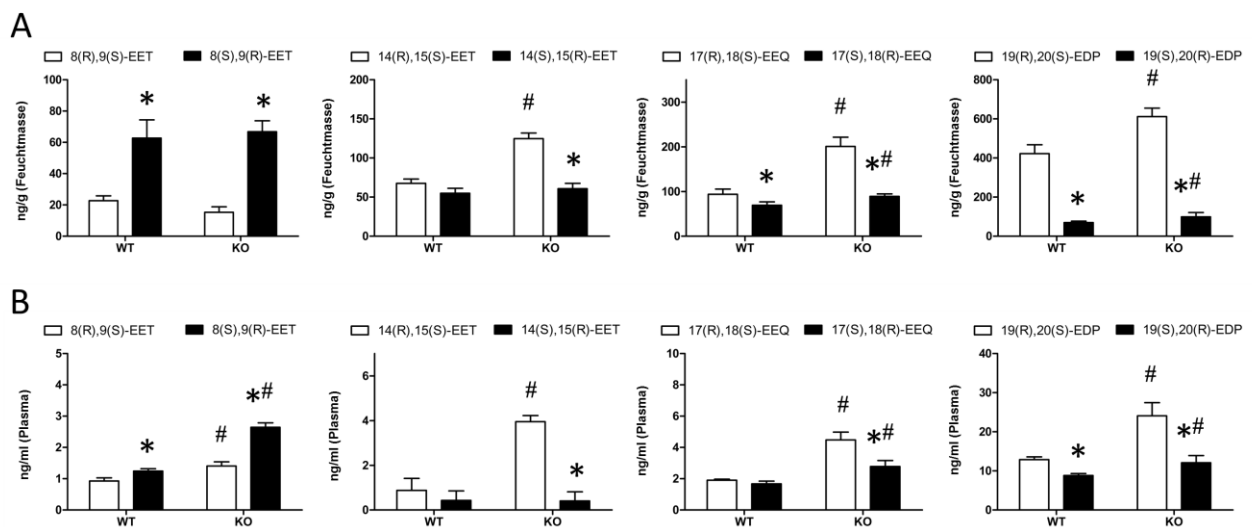 A
8(R),9(S)-EET 8(S),9(R)-EET
ng/g (Feuchtmasse)
100
80
60
40
20
0
* *
WT KO
14(R),15(S)-EET 14(S),15(R)-EET
ng/g (Feuchtmasse)
200
150
100
50
0
# *
WT KO
17(R),18(S)-EEQ 17(S),18(R)-EEQ
ng/g (Feuchtmasse)
300
200
100
0
* # *#
WT KO
19(R),20(S)-EDP 19(S),20(R)-EDP
ng/g (Feuchtmasse)
800
600
400
200
0
* # *#
WT KO
B
8(R),9(S)-EET 8(S),9(R)-EET
ng/ml (Plasma)
5
4
3
2
1
0
* # *#
WT KO
14(R),15(S)-EET 14(S),15(R)-EET
ng/ml (Plasma)
6
4
2
0
# *
WT KO
17(R),18(S)-EEQ 17(S),18(R)-EEQ
ng/ml (Plasma)
10
8
6
4
2
0
# *#
WT KO
19(R),20(S)-EDP 19(S),20(R)-EDP
ng/ml (Plasma)
40
30
20
10
0
* # *#
WT KO